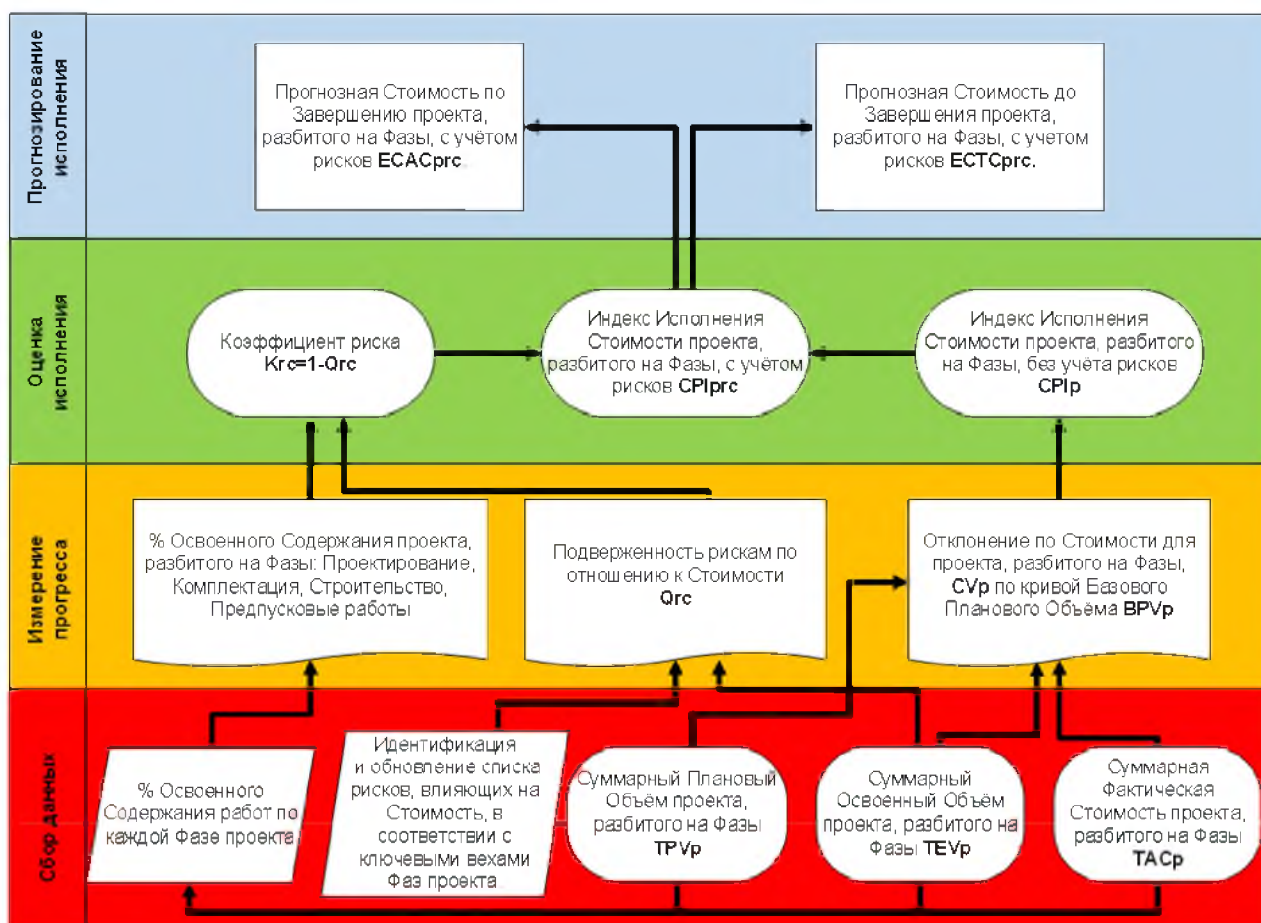 Прогнозирование
исполнения
Прогнозная Стоимость по
Завершению проекта,
разбитого на Фазы, с учётом
рисков ECACprc.
Прогнозная Стоимость до
Завершения проекта,
разбитого на Фазы, с учетом
рисков ECTCprc.
Оценка
исполнения
Коэффициент риска
Krc=1-Qrc
Индекс Исполнения
Стоимости проекта,
разбитого на Фазы, с учётом
рисков CPIprc
Индекс Исполнения
Стоимости проекта, разбитого
на Фазы, без учёта рисков
CPIp
Измерение
прогресса
% Освоенного Содержания проекта,
разбитого на Фазы: Проектирование,
Комплектация, Строительство,
Предпусковые работы
Подверженность рискам по
отношению к Стоимости
Qrc
Отклонение по Стоимости для
проекта, разбитого на Фазы,
CVp по кривой Базового
Планового Объёма BPVp
Сбор данных
% Освоенного
Содержания работ по
каждой Фазе проекта
Идентификация
и обновление списка
рисков, влияющих на
Стоимость, в
соответствии с
ключевыми вехами
Фаз проекта
Суммарный Плановый
Объём проекта,
разбитого на Фазы
TPVp
Суммарный
Освоенный Объём
проекта, разбитого на
Фазы TEVp
Суммарная
Фактическая
Стоимость проекта,
разбитого на Фазы
TACp